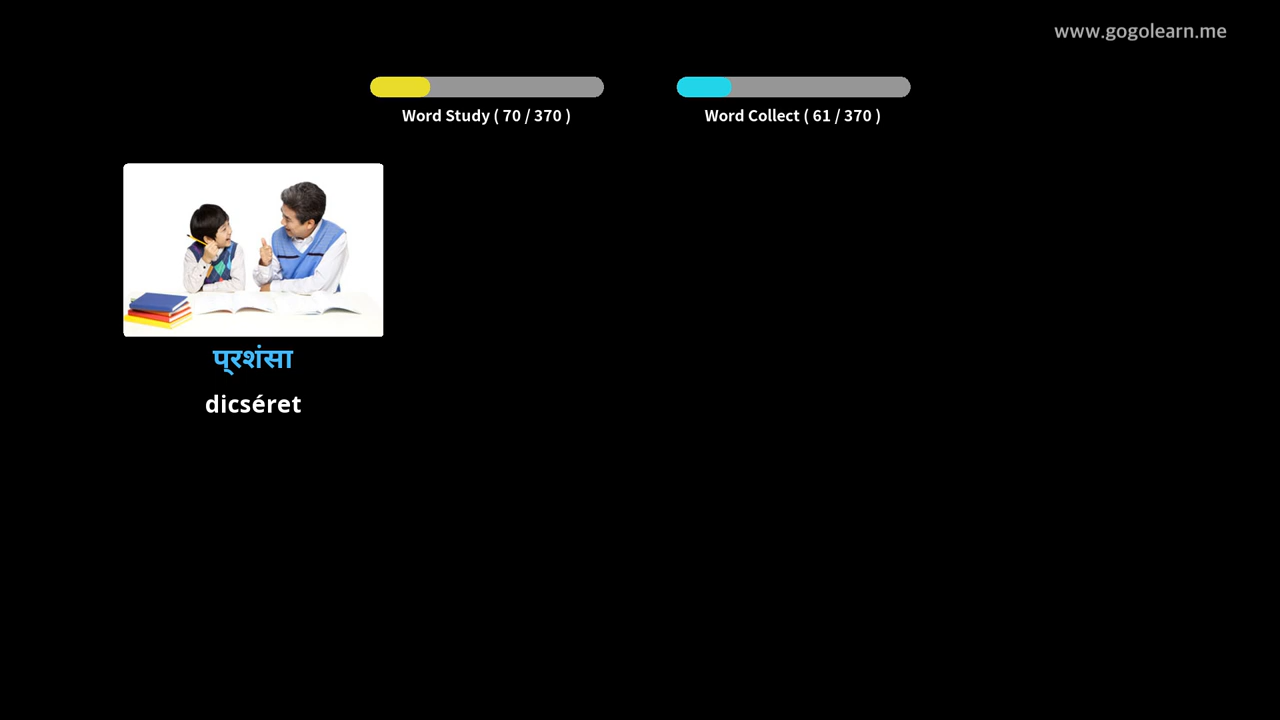 www.gogolearn.me
Word Study ( 70 / 370 )
Word Collect ( 61 / 370 )
प्रशंसा
dicséret